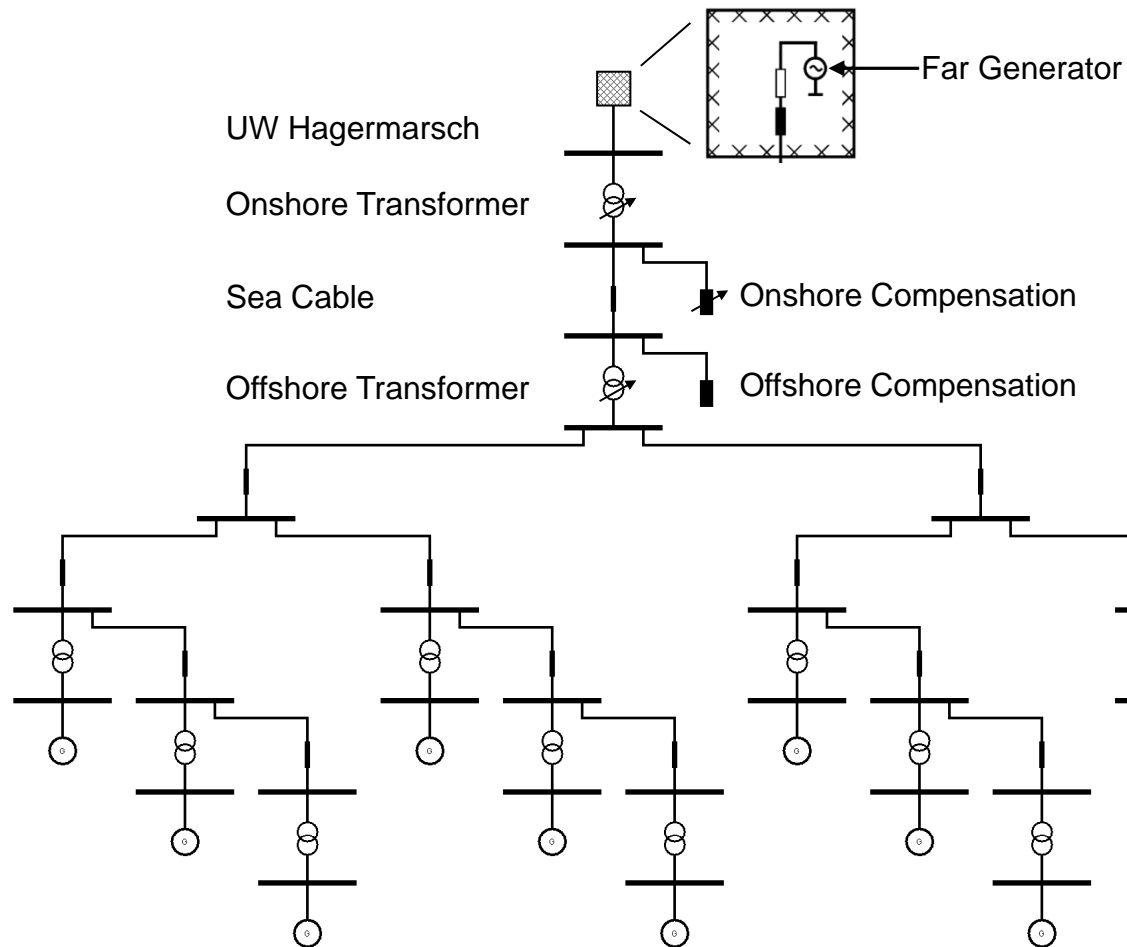 Far Generator
UW Hagermarsch
Onshore Transformer
Sea Cable
Onshore Compensation
Offshore Transformer
Offshore Compensation
G
G
G
G
G
G
G
G
G